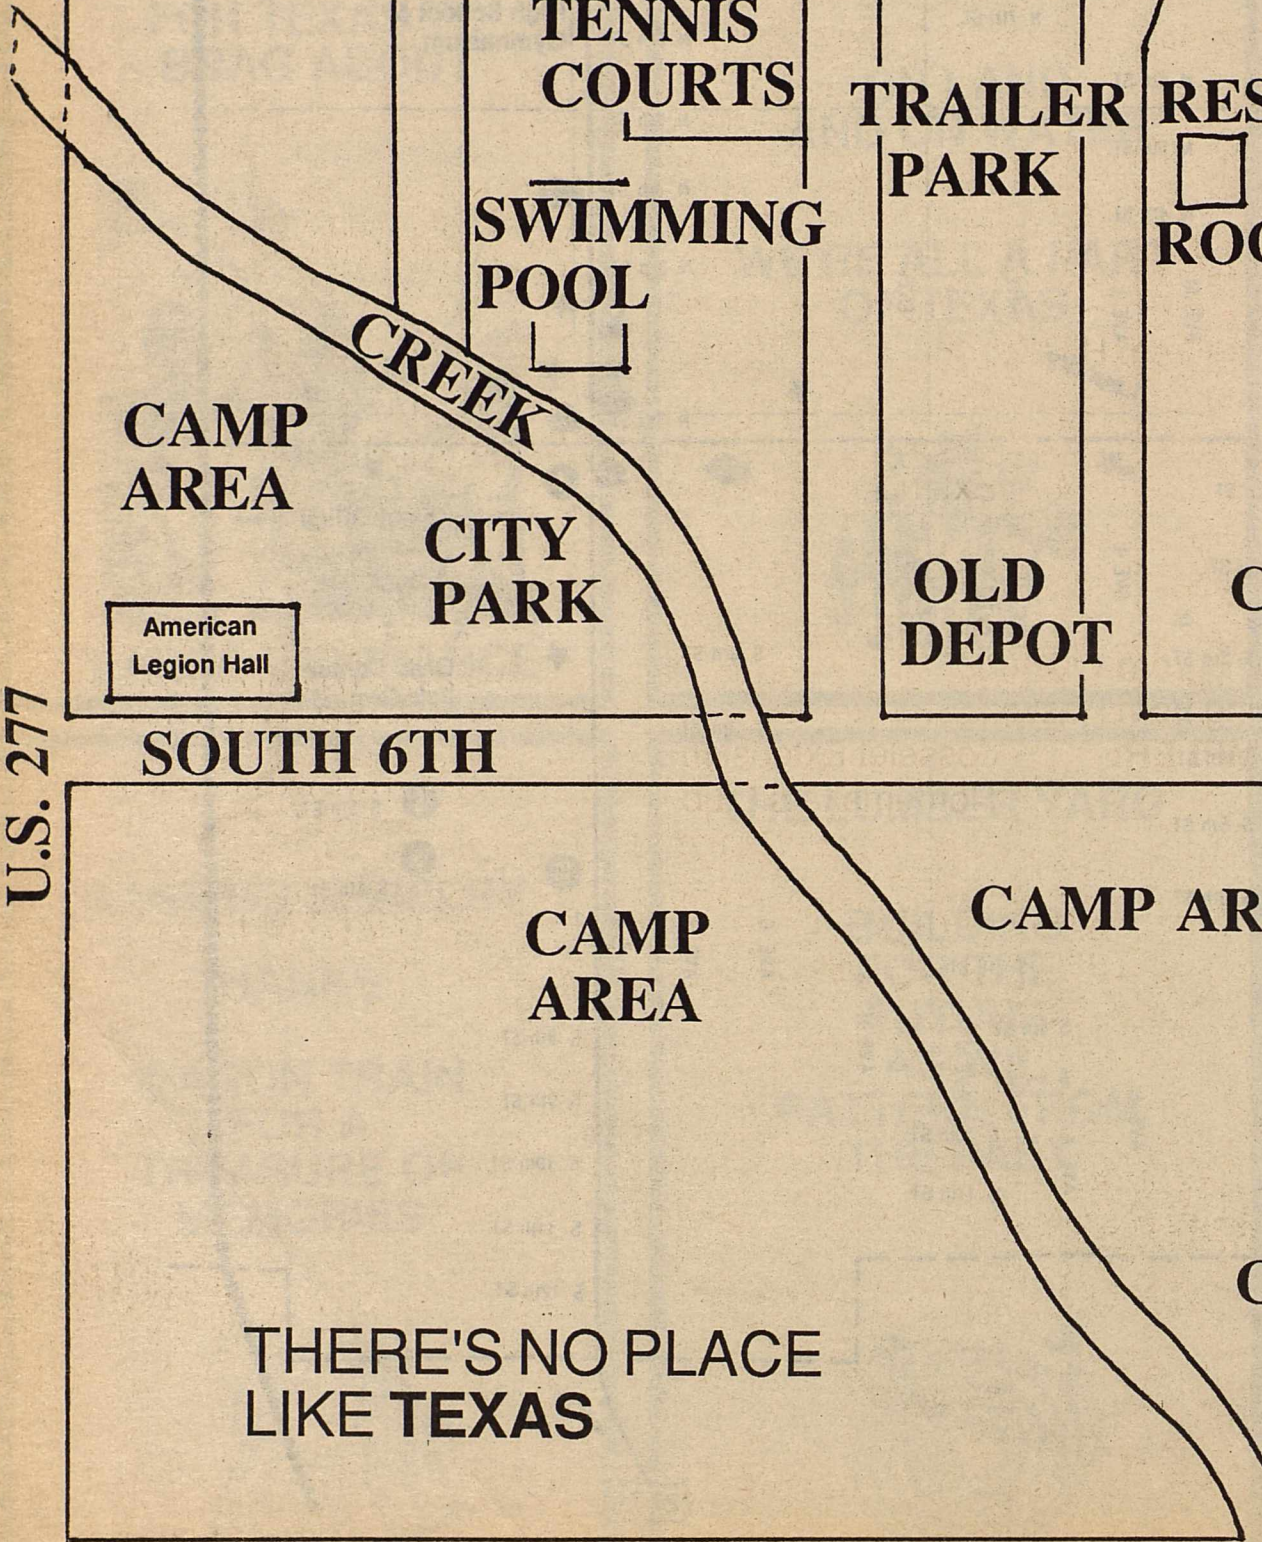 TENNIS
COURTS
TRAILER
PARK
SWIMMING
POOL
CREEK
CAMP
AREA
CITY
PARK
OLD
DEPOT
American
Legion Hall
SOUTH 6TH
U.S. 277
CAMP
AREA
CAMP
THERE'S NO PLACE
LIKE TEXAS